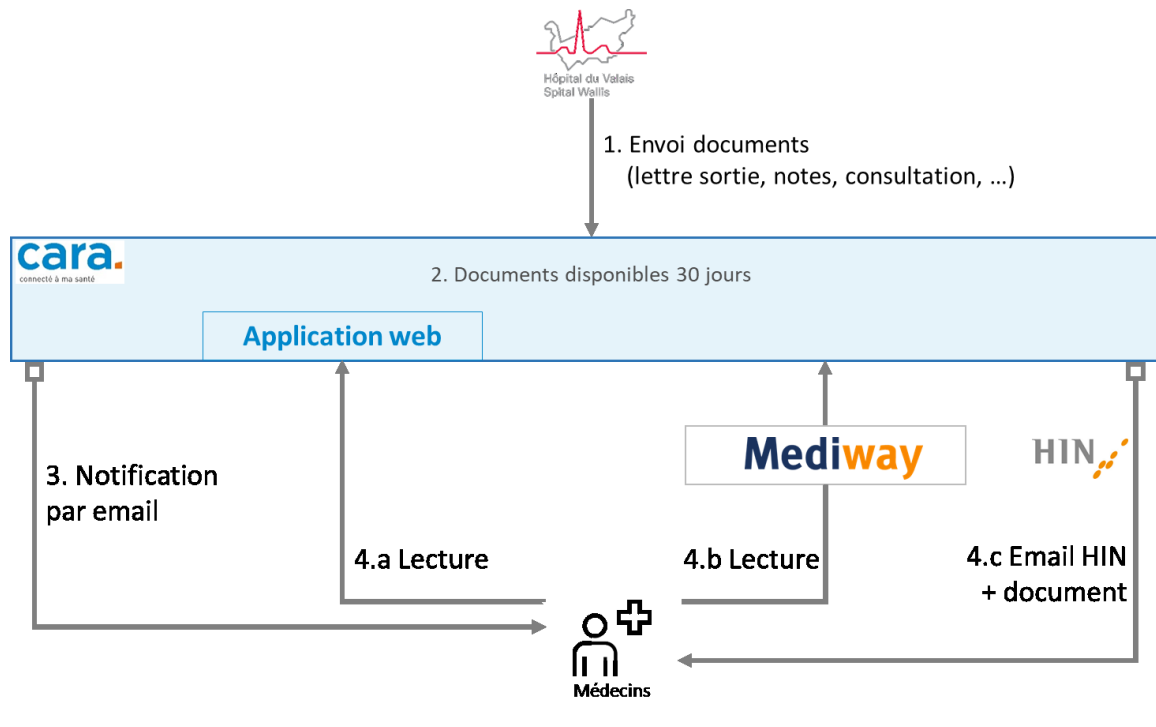 Hôpital du Valais
Spital Wallis
1. Envoi documents
(lettre sortie, notes, consultation, ...)
cara.
connecté à ma santé
2. Documents disponibles 30 jours
Application web
Mediway
HIN
3. Notification
par email
4.a Lecture
4.b Lecture
4.c Email HIN
+ document
Médecins